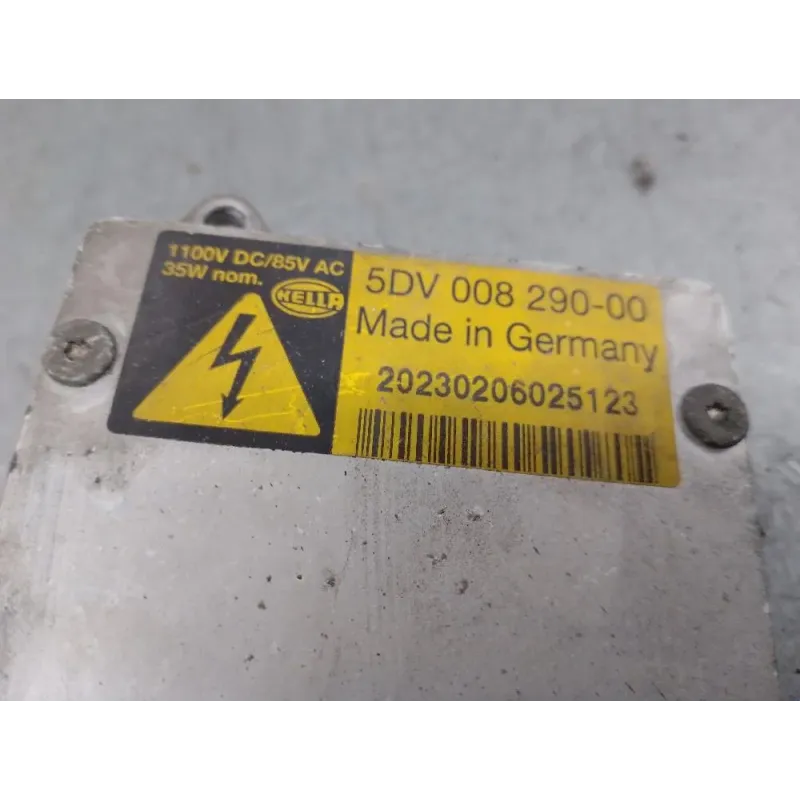 1100V DC/85V AC
35W nom.
HELLA
5DV 008 290-00
Made in Germany
20230206025123